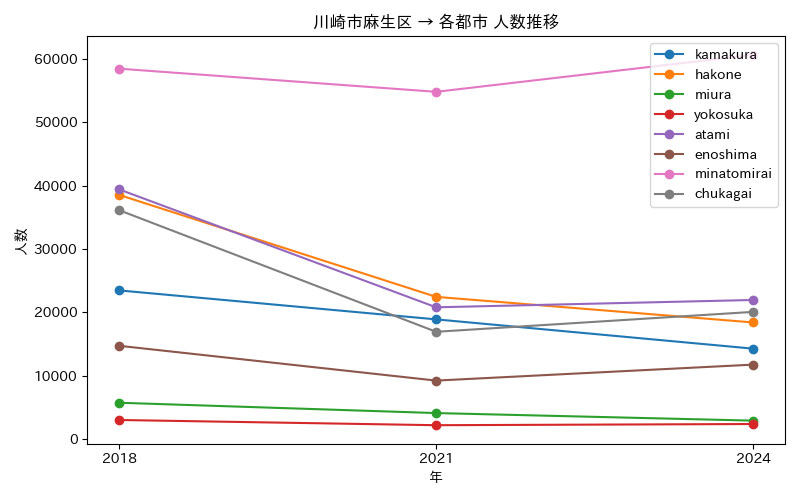 川崎市麻生区 → 各都市 人数推移
60000
50000
40000
30000
20000
10000
0
人数
2018
2021
2024
年
kamakura
hakone
miura
yokosuka
atami
enoshima
minatomirai
chukagai